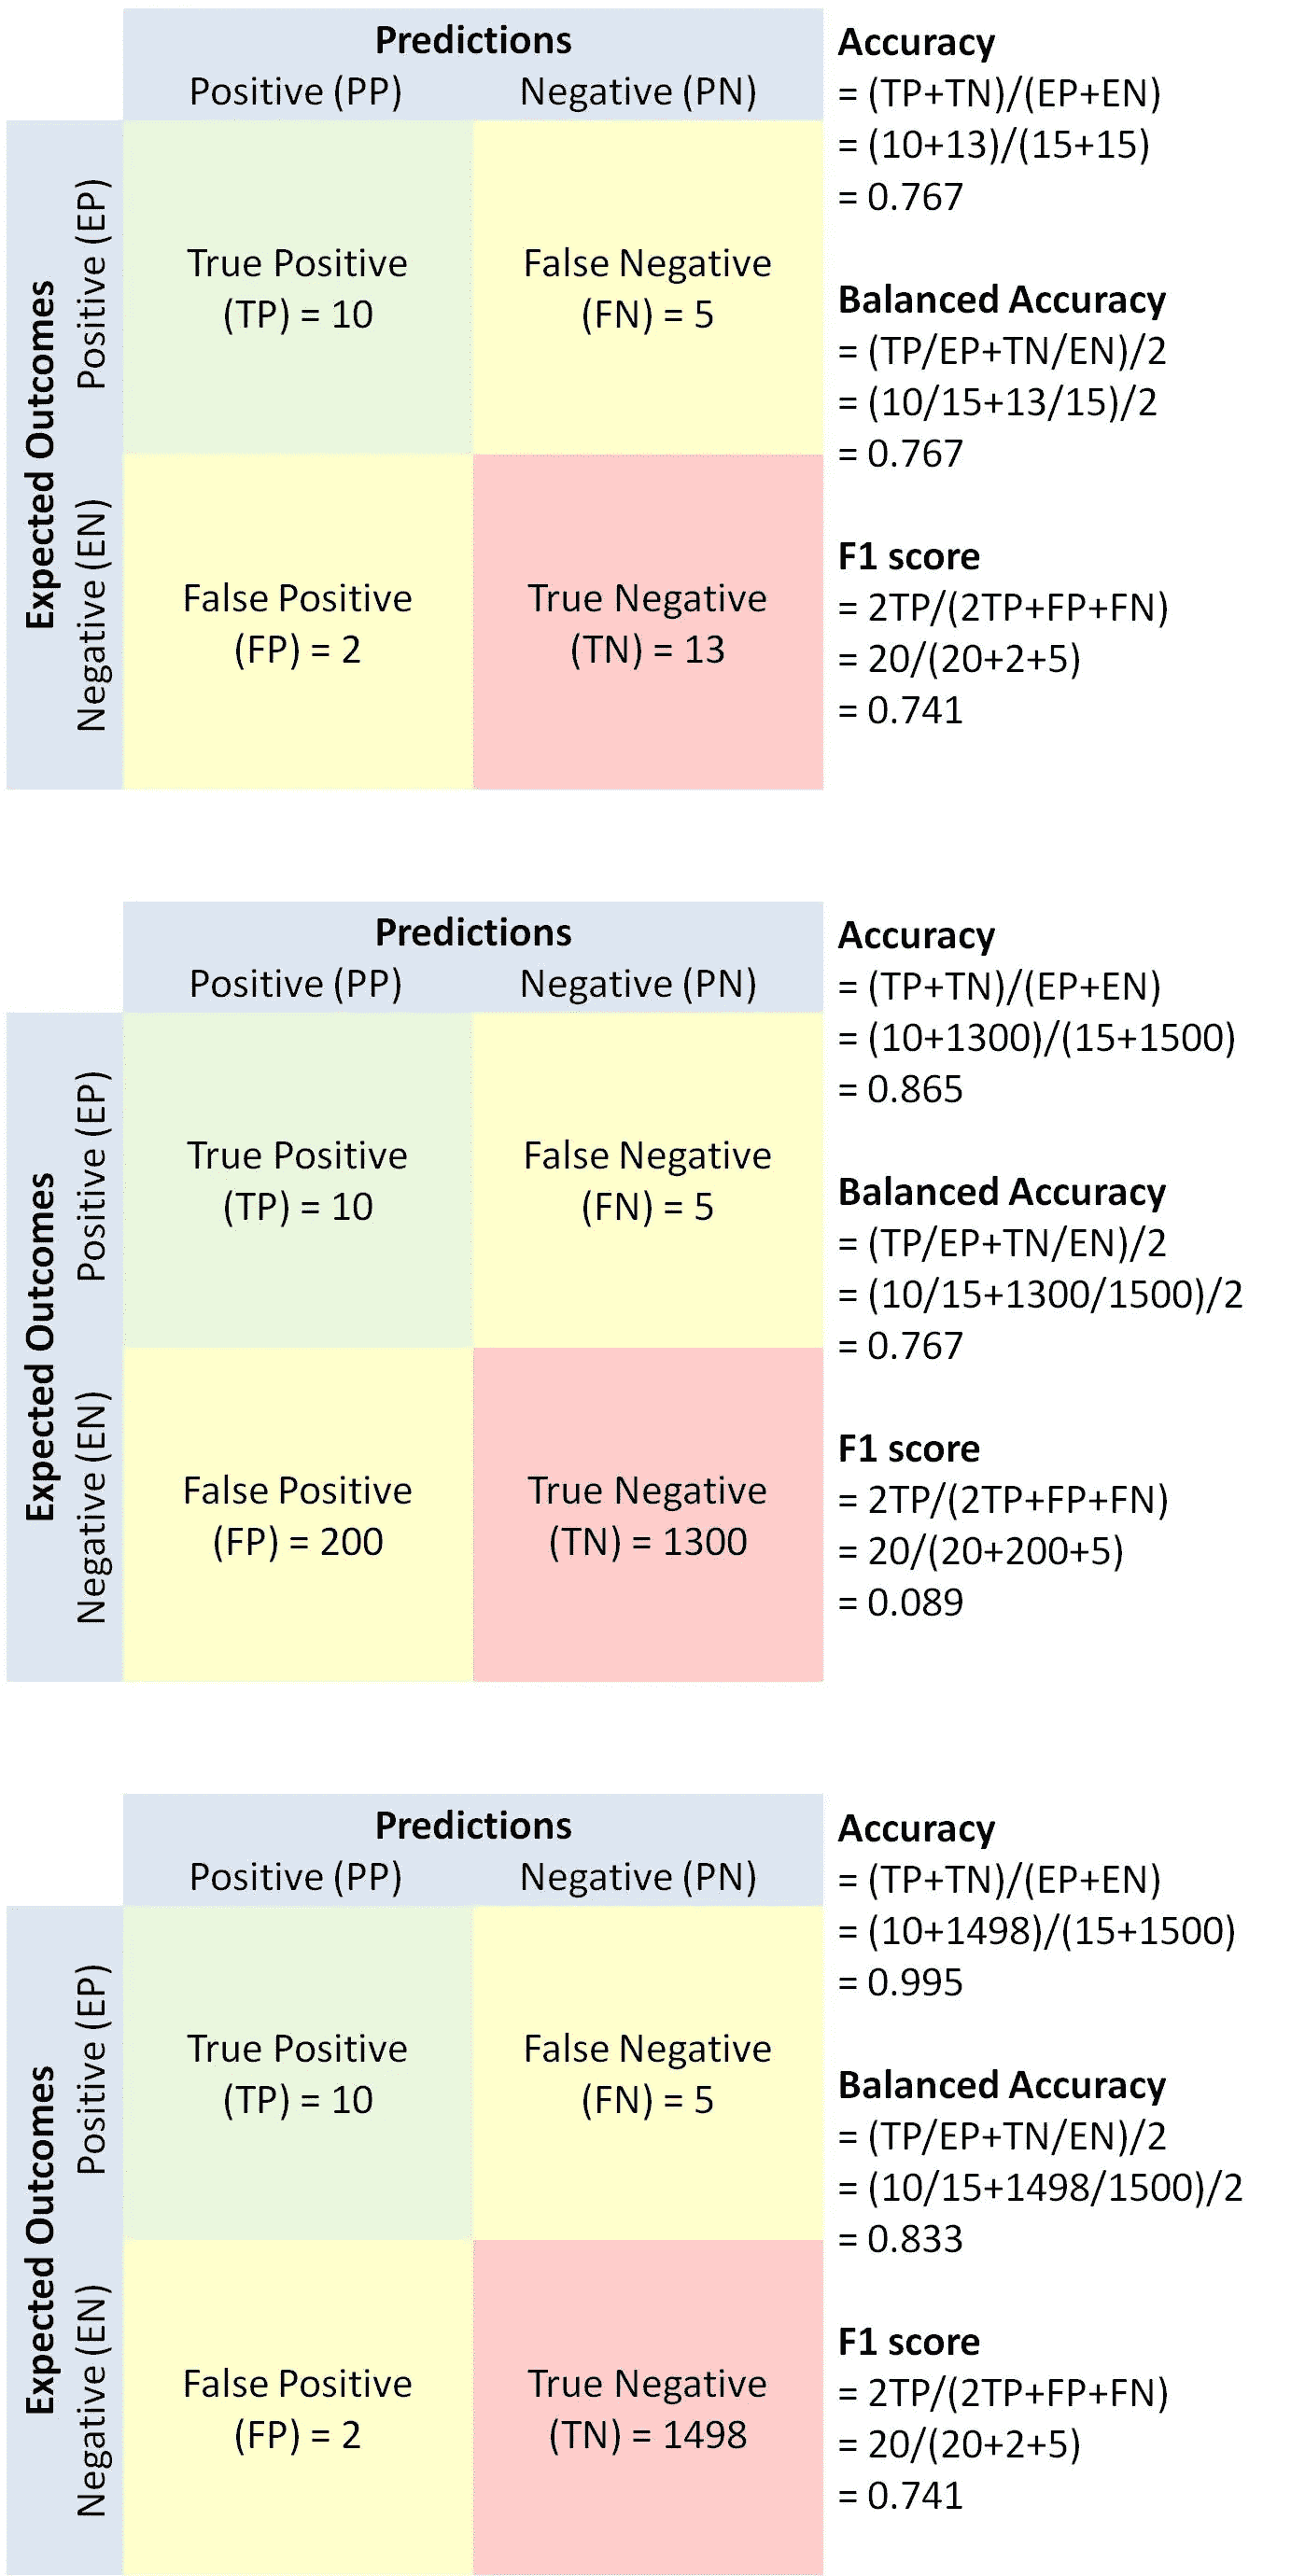 Predictions
Positive (PP)
Negative (PN)
Expected Outcomes
Positive (EP)
Negative (EN)
True Positive
(TP) = 10
False Negative
(FN) = 5
False Positive
(FP) = 2
True Negative
(TN) = 13
Accuracy
= (TP+TN)/(EP+EN)
= (10+13)/(15+15)
= 0.767
Balanced Accuracy
= (TP/EP+TN/EN)/2
= (10/15+13/15)/2
= 0.767
F1 score
= 2TP/(2TP+FP+FN)
= 20/(20+2+5)
= 0.741
Predictions
Positive (PP)
Negative (PN)
Expected Outcomes
Positive (EP)
Negative (EN)
True Positive
(TP) = 10
False Negative
(FN) = 5
False Positive
(FP) = 200
True Negative
(TN) = 1300
Accuracy
= (TP+TN)/(EP+EN)
= (10+1300)/(15+1500)
= 0.865
Balanced Accuracy
= (TP/EP+TN/EN)/2
= (10/15+1300/1500)/2
= 0.767
F1 score
= 2TP/(2TP+FP+FN)
= 20/(20+200+5)
= 0.089
Predictions
Positive (PP)
Negative (PN)
Expected Outcomes
Positive (EP)
Negative (EN)
True Positive
(TP) = 10
False Negative
(FN) = 5
False Positive
(FP) = 2
True Negative
(TN) = 1498
Accuracy
= (TP+TN)/(EP+EN)
= (10+1498)/(15+1500)
= 0.995
Balanced Accuracy
= (TP/EP+TN/EN)/2
= (10/15+1498/1500)/2
= 0.833
F1 score
= 2TP/(2TP+FP+FN)
= 20/(20+2+5)
= 0.741